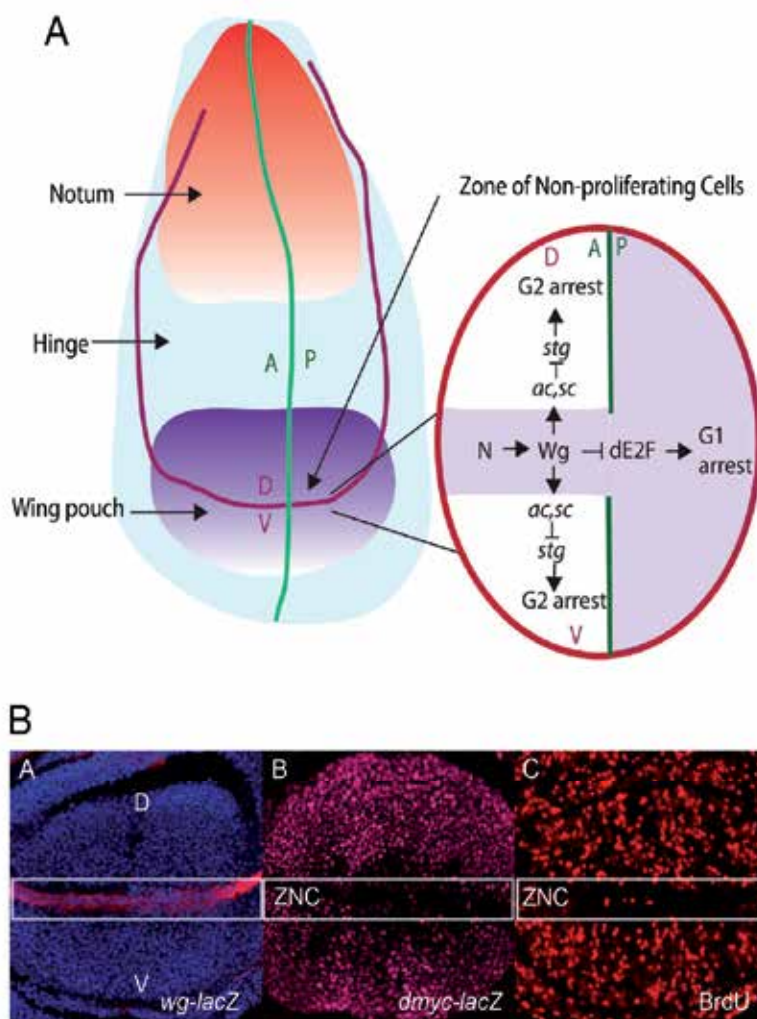 A
Notum
Zone of Non-proliferating Cells
D
A
P
G2 arrest
stg
Hinge
A
P
ac,sc
N
Wg
dE2F
G1
arrest
D
V
Wing pouch
ac,sc
stg
G2 arrest
V
B
A
B
C
D
ZNC
ZNC
V
wg-lacZ
dmyc-lacZ
BrdU